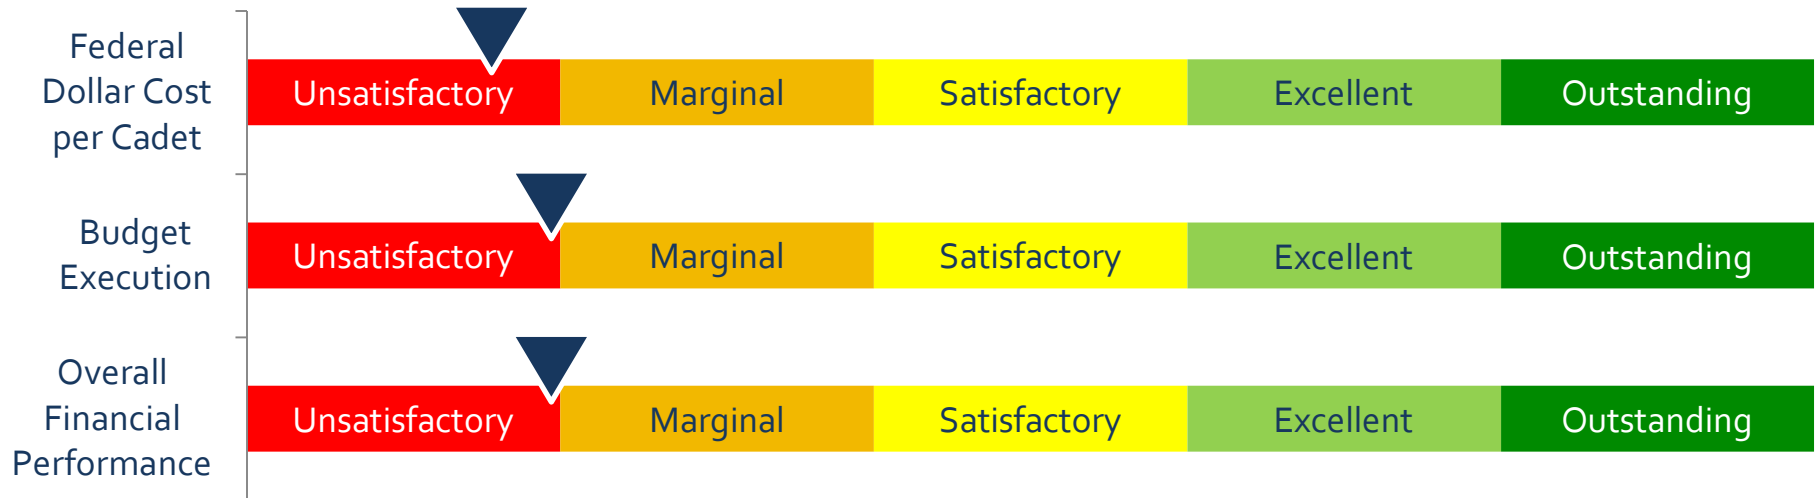 Federal
Dollar Cost
per Cadet
Unsatisfactory Marginal Satisfactory Excellent Outstanding
Budget
Execution
Unsatisfactory Marginal Satisfactory Excellent Outstanding
Overall
Financial
Performance
Unsatisfactory Marginal Satisfactory Excellent Outstanding